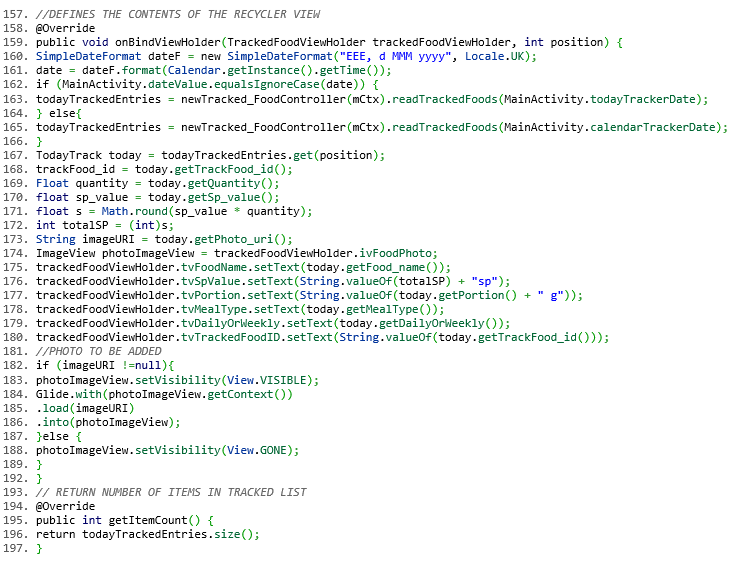 157. //DEFINES THE CONTENTS OF THE RECYCLER VIEW
158. @Override
159. public void onBindViewHolder(TrackedFoodViewHolder trackedFoodViewHolder, int position) {
160. SimpleDateFormat dateF = new SimpleDateFormat("EEE, d MMM yyyy", Locale.UK);
161. date = dateF.format(Calendar.getInstance().getTime());
162. if (MainActivity.dateValue.equalsIgnoreCase(date)) {
163. todayTrackedEntries = newTracked_FoodController(mCtx).readTrackedFoods(MainActivity.todayTrackerDate);
164. } else{
165. todayTrackedEntries = newTracked_FoodController(mCtx).readTrackedFoods(MainActivity.calendarTrackerDate);
166. }
167. TodayTrack today = todayTrackedEntries.get(position);
168. trackFood_id = today.getTrackFood_id();
169. Float quantity = today.getQuantity();
170. float sp_value = today.getSp_value();
171. float s = Math.round(sp_value * quantity);
172. int totalSP = (int)s;
173. String imageURI = today.getPhoto_uri();
174. ImageView photoImageView = trackedFoodViewHolder.ivFoodPhoto;
175. trackedFoodViewHolder.tvFoodName.setText(today.getFood_name());
176. trackedFoodViewHolder.tvSpValue.setText(String.valueOf(totalSP) + "sp");
177. trackedFoodViewHolder.tvPortion.setText(String.valueOf(today.getPortion() + " g"));
178. trackedFoodViewHolder.tvMealType.setText(today.getMealType());
179. trackedFoodViewHolder.tvDailyOrWeekly.setText(today.getDailyOrWeekly());
180. trackedFoodViewHolder.tvTrackedFoodID.setText(String.valueOf(today.getTrackFood_id()));
181. //PHOTO TO BE ADDED
182. if (imageURI !=null){
183. photoImageView.setVisibility(View.VISIBLE);
184. Glide.with(photoImageView.getContext())
185. .load(imageURI)
186. .into(photoImageView);
187. }else {
188. photoImageView.setVisibility(View.GONE);
189. }
192. }
193. // RETURN NUMBER OF ITEMS IN TRACKED LIST
194. @Override
195. public int getItemCount() {
196. return todayTrackedEntries.size();
197. }